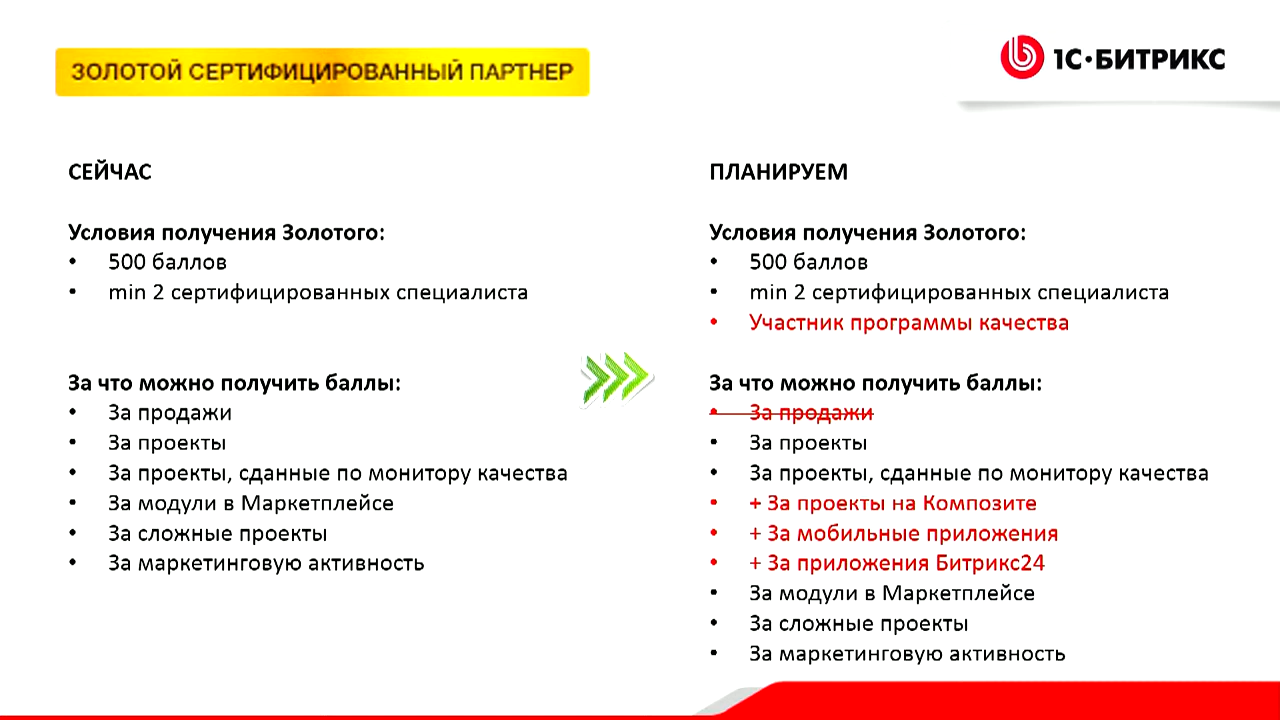 ЗОЛОТОЙ СЕРТИФИЦИРОВАННЫЙ ПАРТНЕР
1С·БИТРИКС
СЕЙЧАС
Условия получения Золотого:
• 500 баллов
• min 2 сертифицированных специалиста
За что можно получить баллы:
• За продажи
• За проекты
• За проекты, сданные по монитору качества
• За модули в Маркетплейсе
• За сложные проекты
• За маркетинговую активность
ПЛАНИРУЕМ
Условия получения Золотого:
• 500 баллов
• min 2 сертифицированных специалиста
• Участник программы качества
За что можно получить баллы:
• За продажи
• За проекты
• За проекты, сданные по монитору качества
• + За проекты на Композите
• + За мобильные приложения
• + За приложения Битрикс24
• За модули в Маркетплейсе
• За сложные проекты
• За маркетинговую активность